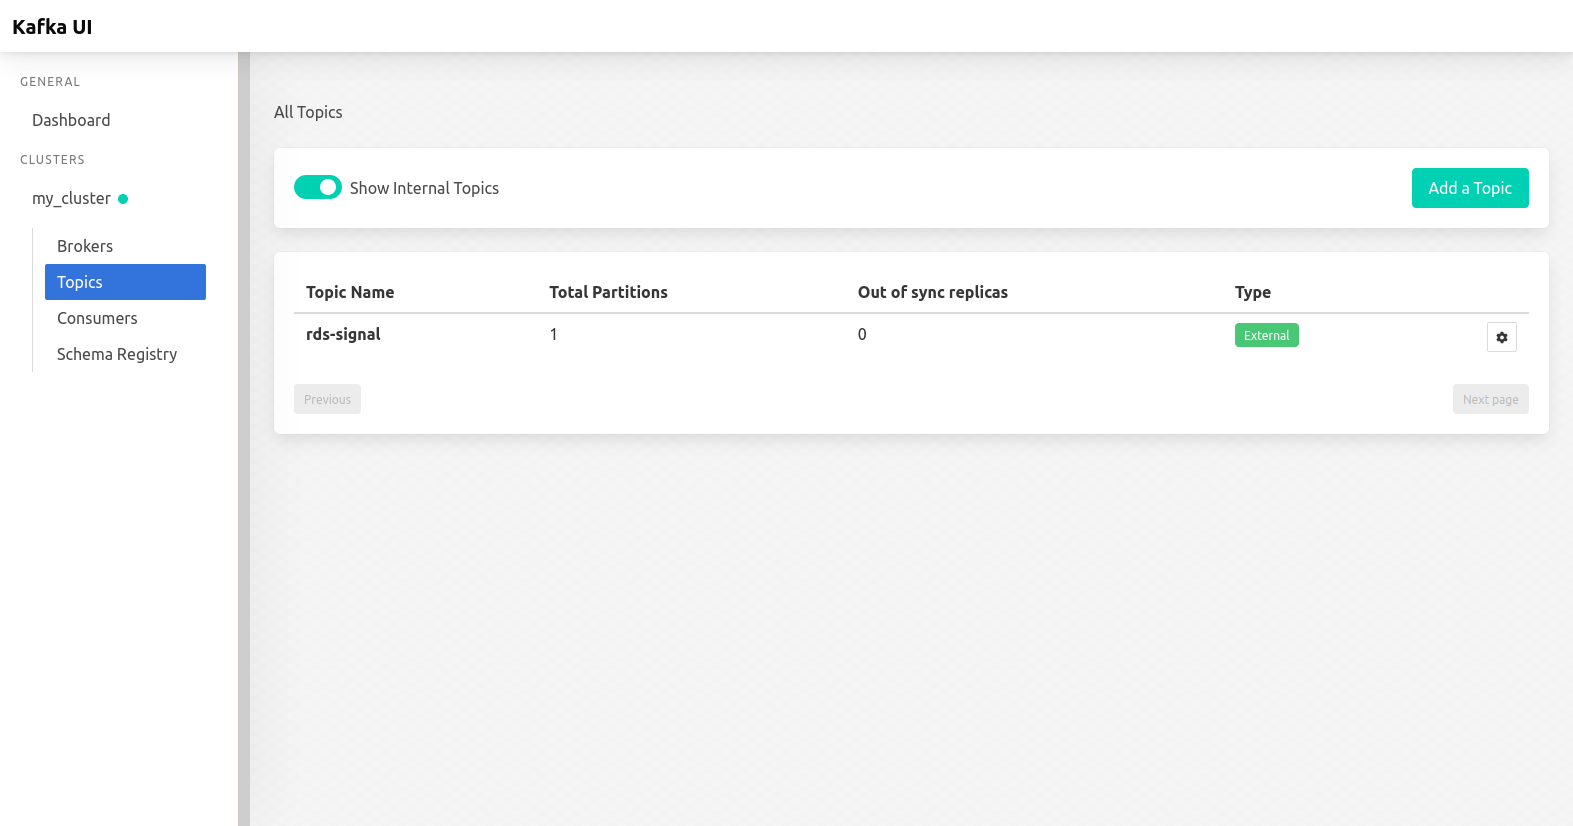 Kafka UI
GENERAL
Dashboard
CLUSTERS
my_cluster
Brokers
Topics
Consumers
Schema Registry
All Topics
Show Internal Topics
Add a Topic
Topic Name Total Partitions Out of sync replicas Type
rds-signal 1 0 External
Previous Next page